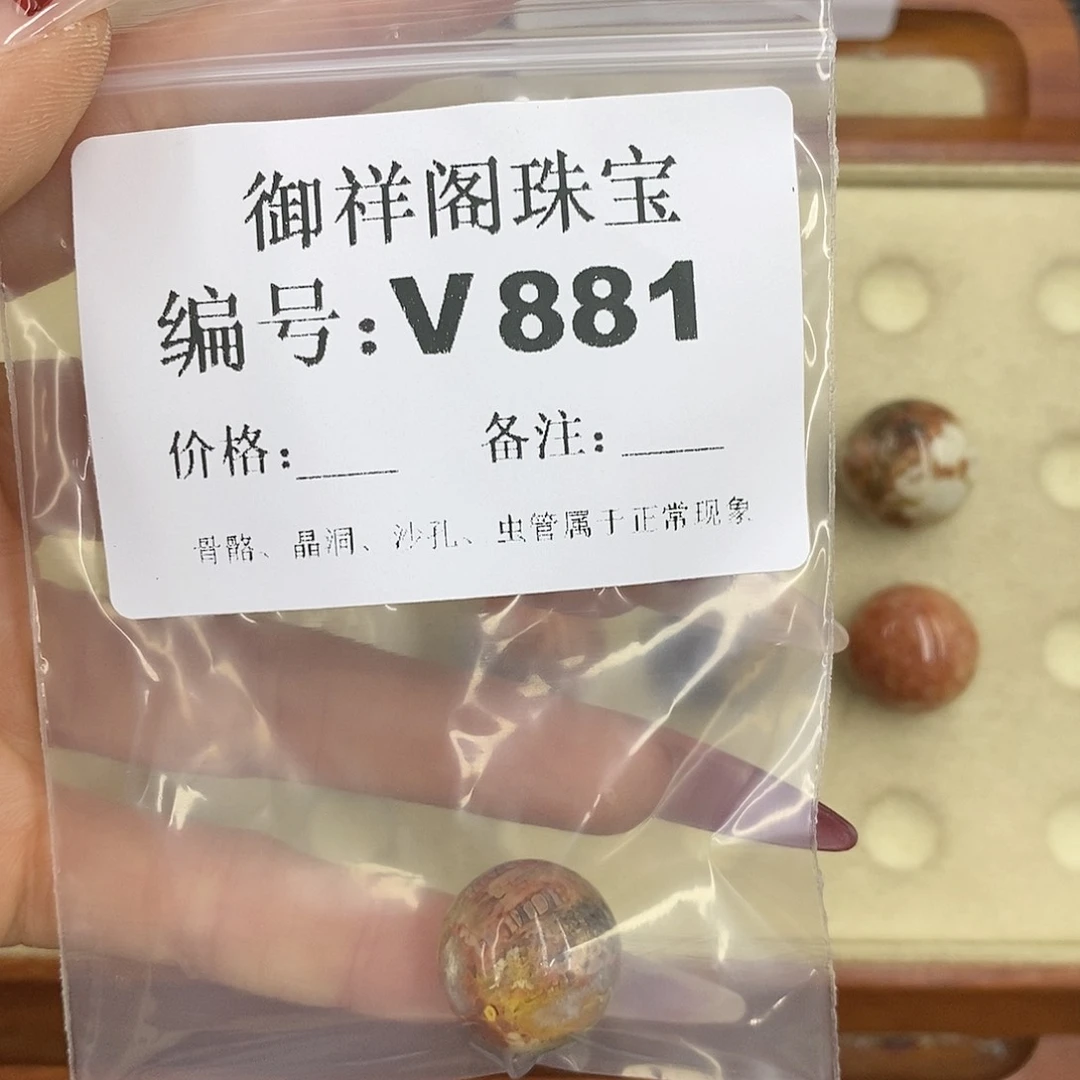 御祥阁珠宝
编号:V881
价格:____ 备注:____
骨骼、晶洞、沙孔、虫管属于正常现象